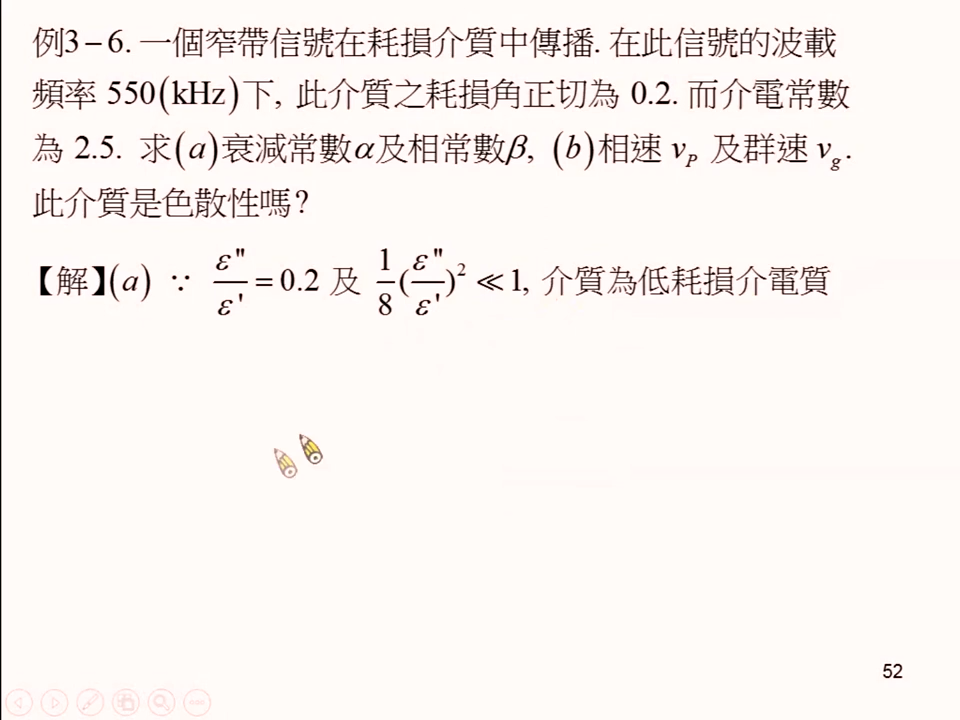 例3-6. 一個窄帶信號在耗損介質中傳播. 在此信號的波載
頻率 550(kHz)下, 此介質之耗損角正切為 0.2. 而介電常數
為 2.5. 求(a)衰減常數α及相常數β, (b)相速 v_P 及群速 v_g.
此介質是色散性嗎?
【解】(a) ∵ ε''/ε' = 0.2 及 1/8(ε''/ε')² ≪ 1, 介質為低耗損介電質
52